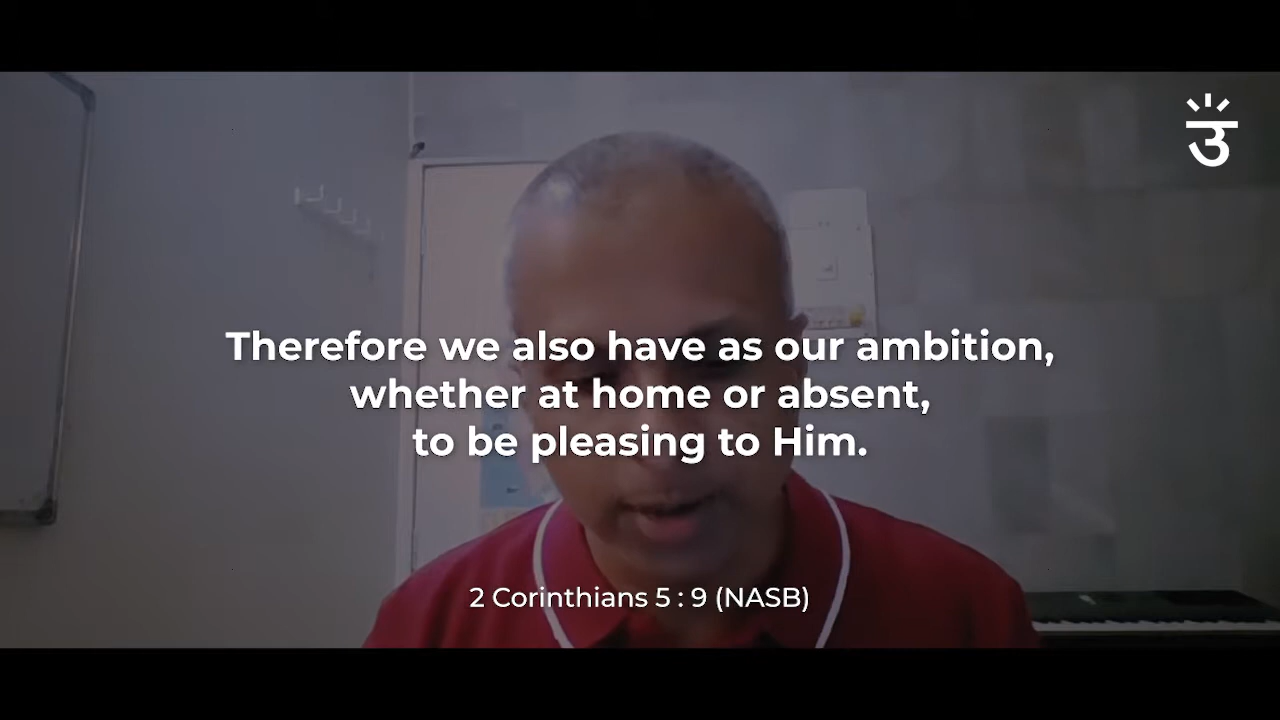 उ
Therefore we also have as our ambition,
whether at home or absent,
to be pleasing to Him.
2 Corinthians 5 : 9 (NASB)